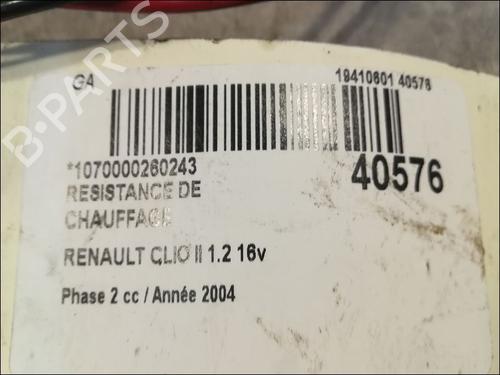 G4
19410601 40576
*1070000260243
40576
RESISTANCE DE
CHAUFFAGE
RENAULT CLIO II 1.2 16v
Phase 2 cc / Année 2004
B-PARTS